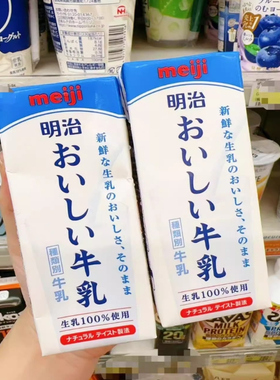 meiji
明治
おいしい牛乳
新鮮な生乳のおいしさ、そのまま
種類別
牛乳
生乳100%使用
ナチュラル テイスト製法
meiji
明治
おいしい牛乳
新鮮な生乳のおいしさ、そのまま
種類別
牛乳
生乳100%使用
ナチュラル テイスト製法
MILK
PROTEIN
20